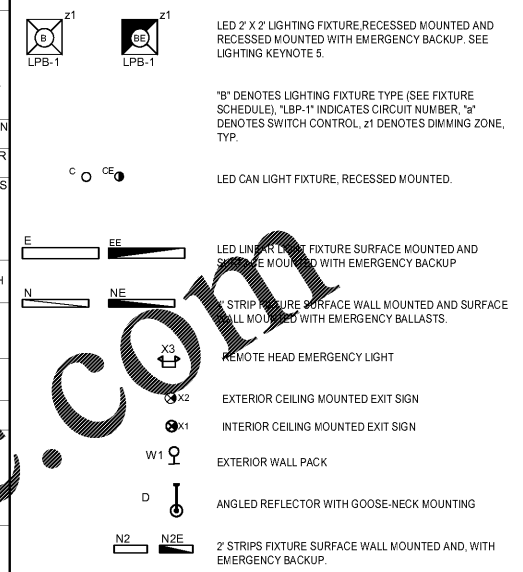 z1 z1
B BE
LPB-1 LPB-1
LED 2' X 2' LIGHTING FIXTURE,RECESSED MOUNTED AND
RECESSED MOUNTED WITH EMERGENCY BACKUP. SEE
LIGHTING KEYNOTE 5.
"B" DENOTES LIGHTING FIXTURE TYPE (SEE FIXTURE
SCHEDULE), "LBP-1" INDICATES CIRCUIT NUMBER, "a"
DENOTES SWITCH CONTROL, z1 DENOTES DIMMING ZONE,
TYP.
N
R
S
C CE
LED CAN LIGHT FIXTURE, RECESSED MOUNTED.
E EE
LED LINEAR LIGHT FIXTURE SURFACE MOUNTED AND
SURFACE MOUNTED WITH EMERGENCY BACKUP
H
N NE
STRIP FIXTURE SURFACE WALL MOUNTED AND SURFACE
WALL MOUNTED WITH EMERGENCY BALLASTS.
X3
REMOTE HEAD EMERGENCY LIGHT
X2 EXTERIOR CEILING MOUNTED EXIT SIGN
X1 INTERIOR CEILING MOUNTED EXIT SIGN
W1 EXTERIOR WALL PACK
D ANGLED REFLECTOR WITH GOOSE-NECK MOUNTING
N2 N2E
2' STRIPS FIXTURE SURFACE WALL MOUNTED AND, WITH
EMERGENCY BACKUP.
.com